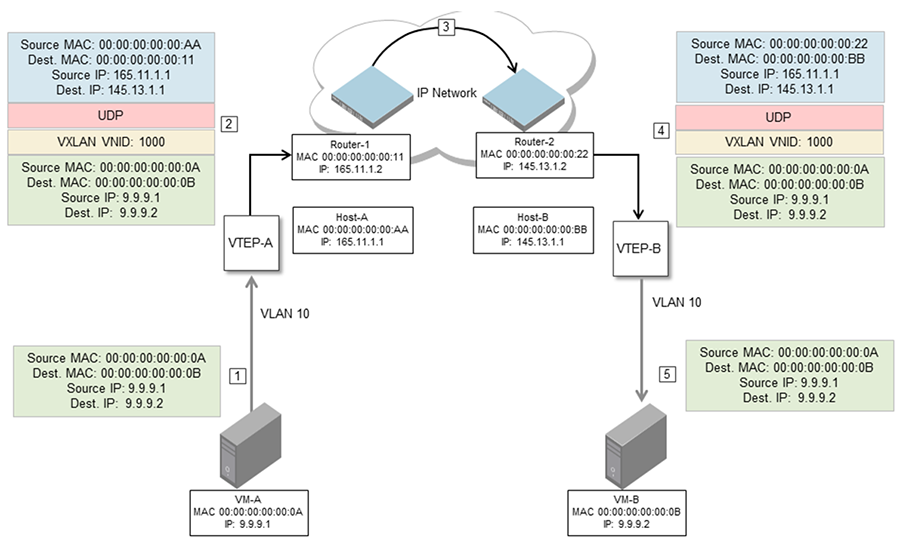 3
Source MAC: 00:00:00:00:00:AA
Dest. MAC: 00:00:00:00:00:11
Source IP: 165.11.1.1
Dest. IP: 145.13.1.1
UDP
VXLAN VNID: 1000
Source MAC: 00:00:00:00:00:0A
Dest. MAC: 00:00:00:00:00:0B
Source IP: 9.9.9.1
Dest. IP: 9.9.9.2
2
IP Network
Source MAC: 00:00:00:00:00:22
Dest. MAC: 00:00:00:00:00:BB
Source IP: 165.11.1.1
Dest. IP: 145.13.1.1
UDP
VXLAN VNID: 1000
Source MAC: 00:00:00:00:00:0A
Dest. MAC: 00:00:00:00:00:0B
Source IP: 9.9.9.1
Dest. IP: 9.9.9.2
4
Router-1
MAC 00:00:00:00:00:11
IP: 165.11.1.2
Router-2
MAC 00:00:00:00:00:22
IP: 145.13.1.2
Host-A
MAC 00:00:00:00:00:AA
IP: 165.11.1.1
Host-B
MAC 00:00:00:00:00:BB
IP: 145.13.1.1
VTEP-A
VTEP-B
VLAN 10
VLAN 10
Source MAC: 00:00:00:00:00:0A
Dest. MAC: 00:00:00:00:00:0B
Source IP: 9.9.9.1
Dest. IP: 9.9.9.2
1
5
Source MAC: 00:00:00:00:00:0A
Dest. MAC: 00:00:00:00:00:0B
Source IP: 9.9.9.1
Dest. IP: 9.9.9.2
VM-A
MAC 00:00:00:00:00:0A
IP: 9.9.9.1
VM-B
MAC 00:00:00:00:00:0B
IP: 9.9.9.2